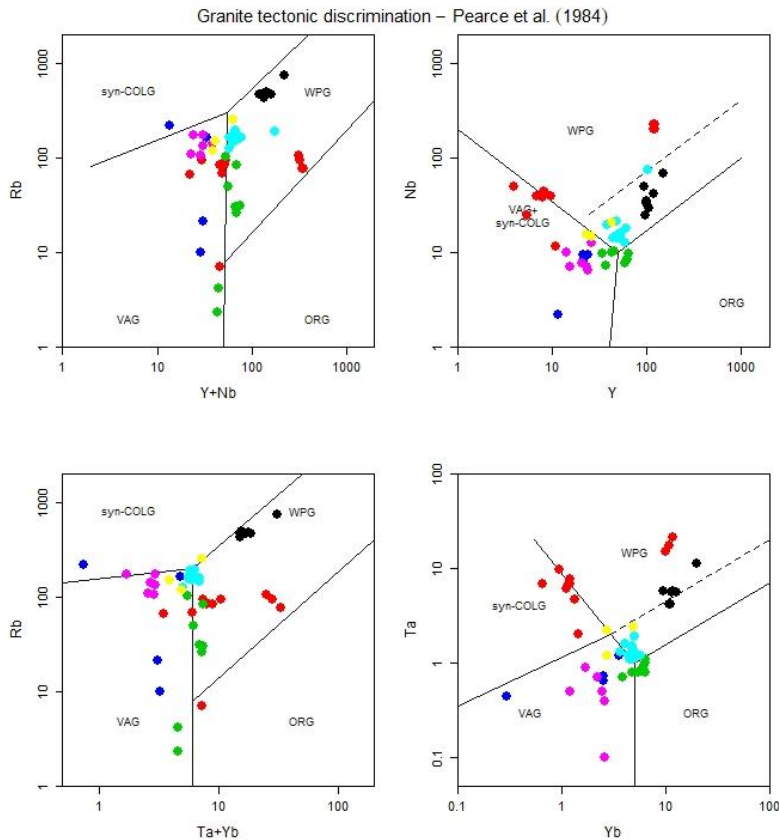 Granite tectonic discrimination − Pearce et al. (1984)
1000
100
10
1
Rb
syn-COLG
WPG
VAG
ORG
1
10
100
1000
Y+Nb
1000
100
10
1
Nb
WPG
VAG+
syn-COLG
ORG
1
10
100
1000
Y
1000
100
10
1
Rb
syn-COLG
WPG
VAG
ORG
1
10
100
Ta+Yb
100
10
1
0.1
Ta
WPG
syn-COLG
VAG
ORG
0.1
1
10
100
Yb